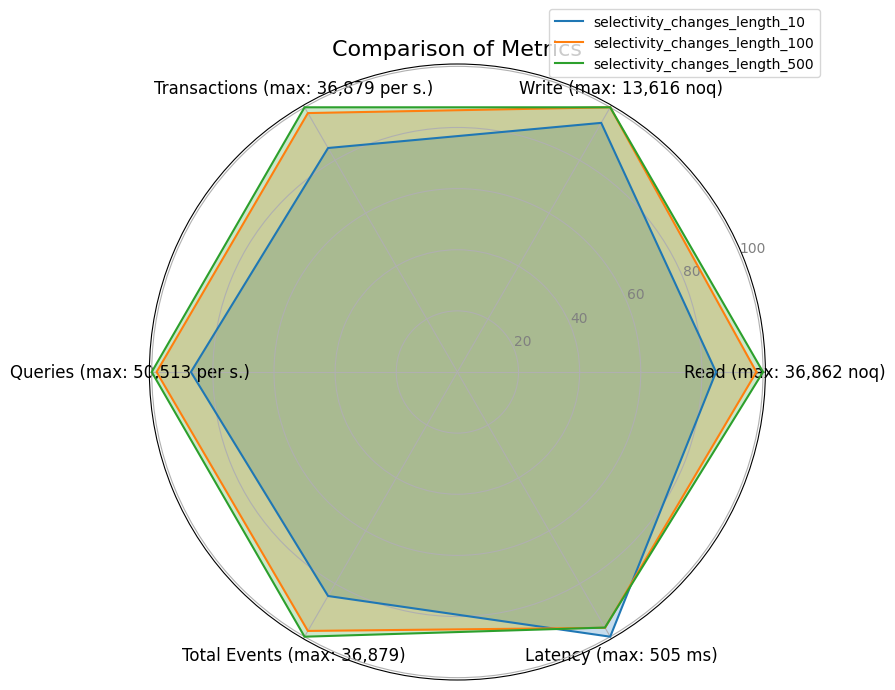 selectivity_changes_length_10
selectivity_changes_length_100
selectivity_changes_length_500
Comparison of Metrics
Transactions (max: 36,879 per s.)
Write (max: 13,616 noq)
100
80
60
40
20
Queries (max: 50,513 per s.)
Read (max: 36,862 noq)
Total Events (max: 36,879)
Latency (max: 505 ms)